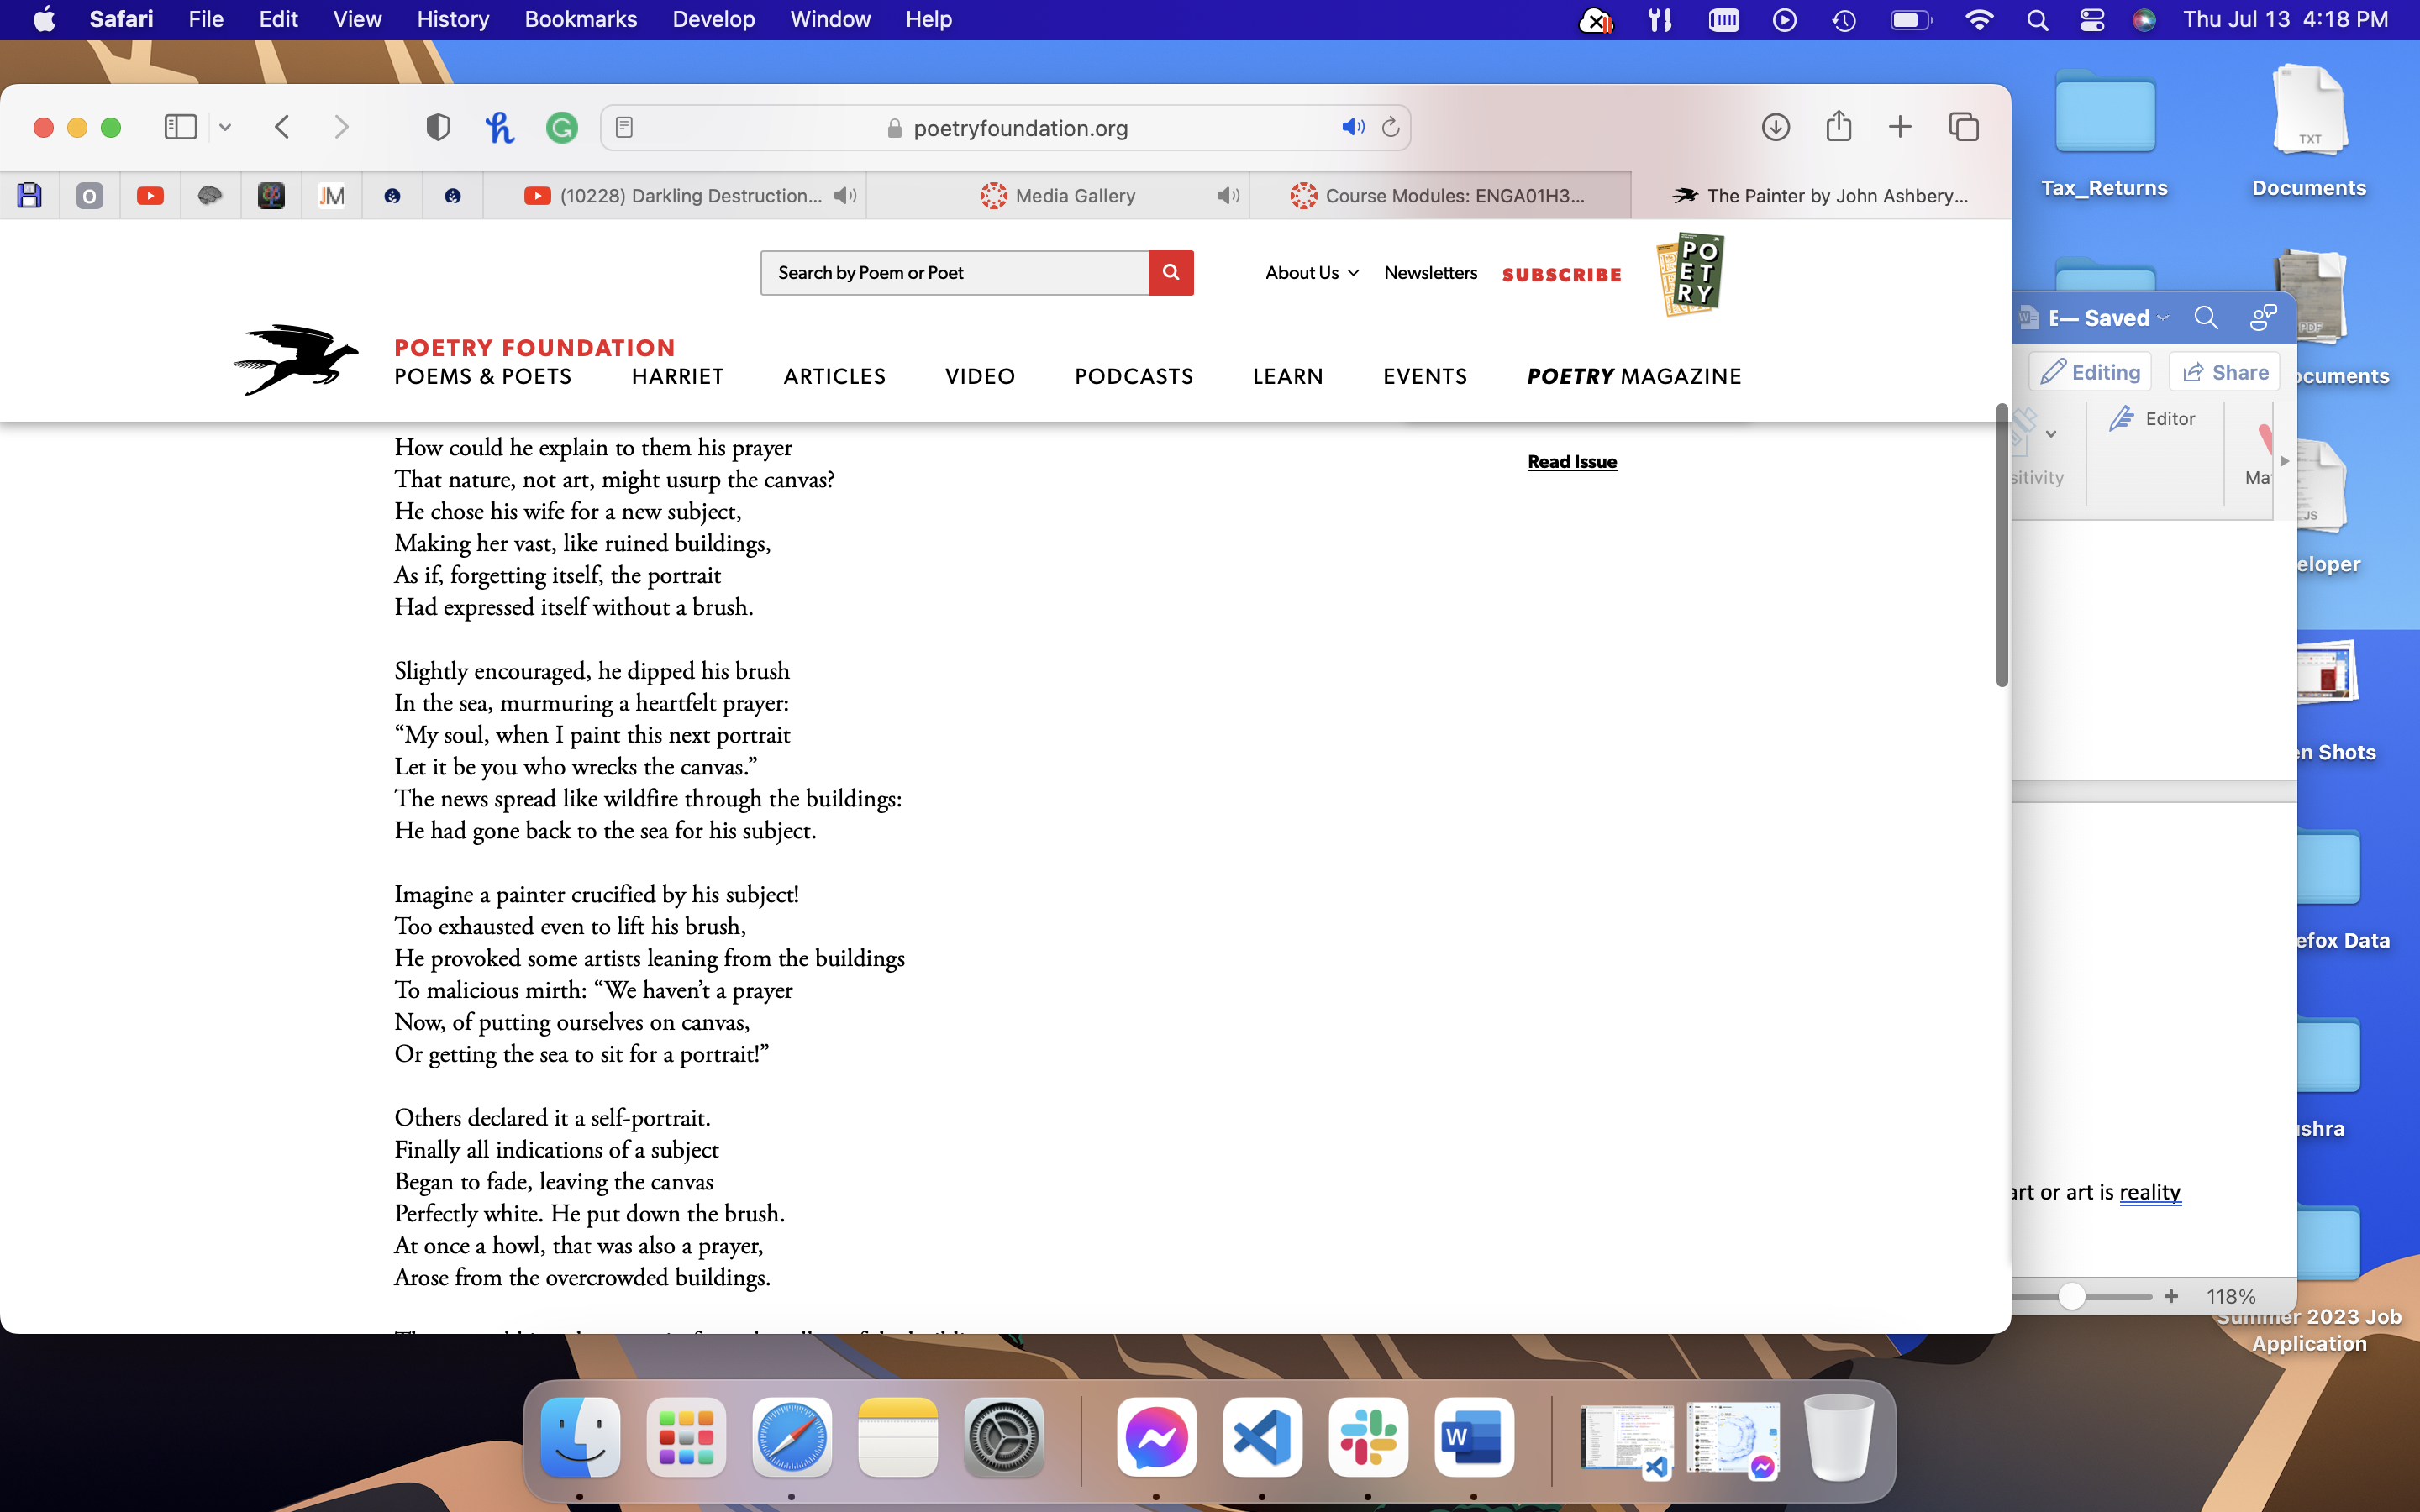 Safari File Edit View History Bookmarks Develop Window Help Thu Jul 13 4:18 PM
poetryfoundation.org
(10228) Darkling Destruction...
Media Gallery
Course Modules: ENGA01H3...
The Painter by John Ashbery...
Search by Poem or Poet
About Us Newsletters SUBSCRIBE
POETRY
POETRY FOUNDATION
POEMS & POETS HARRIET ARTICLES VIDEO PODCASTS LEARN EVENTS POETRY MAGAZINE
Read Issue
How could he explain to them his prayer
That nature, not art, might usurp the canvas?
He chose his wife for a new subject,
Making her vast, like ruined buildings,
As if, forgetting itself, the portrait
Had expressed itself without a brush.
Slightly encouraged, he dipped his brush
In the sea, murmuring a heartfelt prayer:
“My soul, when I paint this next portrait
Let it be you who wrecks the canvas.”
The news spread like wildfire through the buildings:
He had gone back to the sea for his subject.
Imagine a painter crucified by his subject!
Too exhausted even to lift his brush,
He provoked some artists leaning from the buildings
To malicious mirth: “We haven’t a prayer
Now, of putting ourselves on canvas,
Or getting the sea to sit for a portrait!”
Others declared it a self-portrait.
Finally all indications of a subject
Began to fade, leaving the canvas
Perfectly white. He put down the brush.
At once a howl, that was also a prayer,
Arose from the overcrowded buildings.
E— Saved
Editing Share
Editor
sitivity
Ma
art or art is reality
118%
Tax_Returns
TXT
Documents
PDF
ocuments
JS
eloper
en Shots
efox Data
ushra
Summer 2023 Job
Application
W